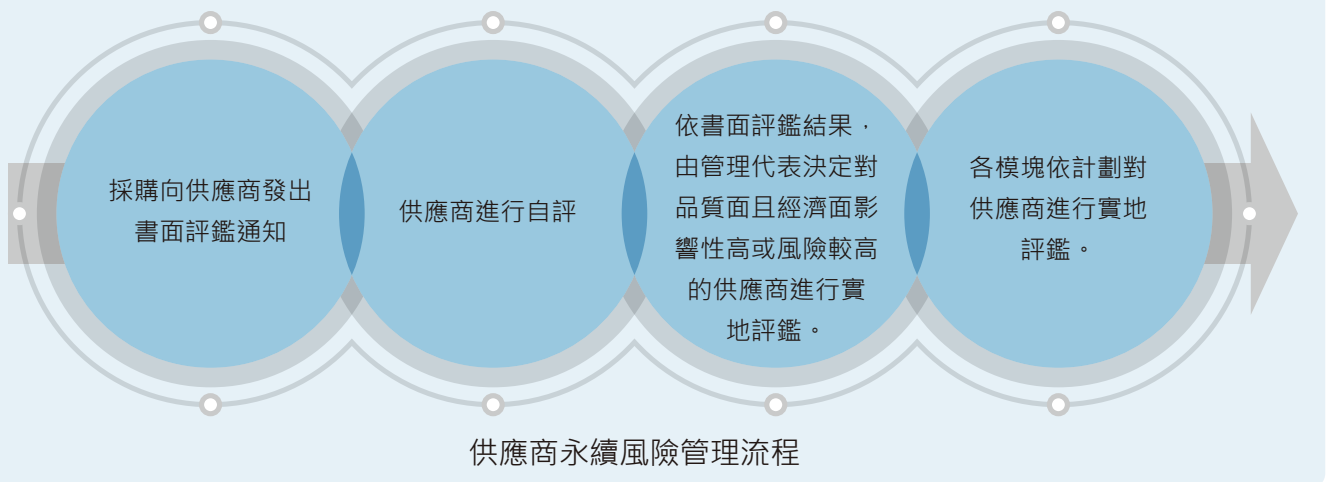 採購向供應商發出
書面評鑑通知
供應商進行自評
依書面評鑑結果，
由管理代表決定對
品質面且經濟面影
響性高或風險較高
的供應商進行實
地評鑑。
各模塊依計劃對
供應商進行實地
評鑑。
供應商永續風險管理流程